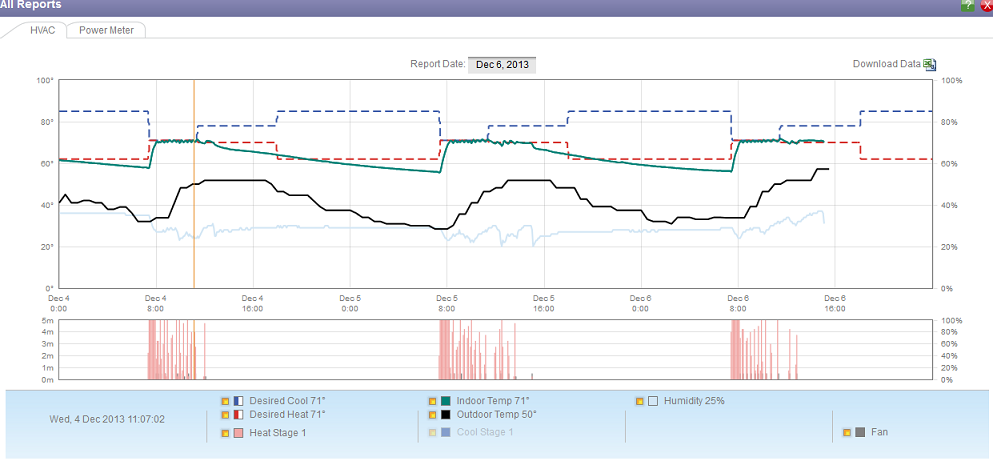 All Reports
? X
HVAC Power Meter
Report Date: Dec 6, 2013 Download Data
100° 100%
80° 80%
60° 60%
40° 40%
20° 20%
0° 0%
Dec 4 Dec 4 Dec 4 Dec 5 Dec 5 Dec 5 Dec 6 Dec 6 Dec 6
0:00 8:00 16:00 0:00 8:00 16:00 0:00 8:00 16:00
5m 100%
4m 80%
3m 60%
2m 40%
1m 20%
0m 0%
Desired Cool 71° Indoor Temp 71° Humidity 25%
Wed, 4 Dec 2013 11:07:02 Desired Heat 71° Outdoor Temp 50°
Heat Stage 1 Cool Stage 1 Fan